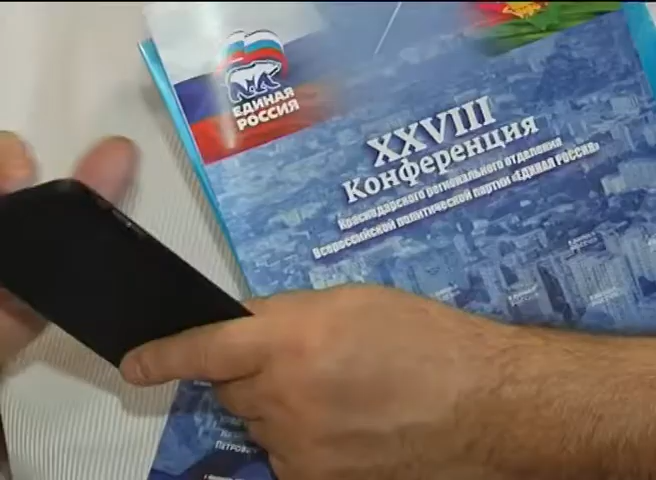 ЕДИНАЯ
РОССИЯ
XXVIII
Конференция
Краснодарского регионального отделения
Всероссийской политической партии «ЕДИНАЯ РОССИЯ»